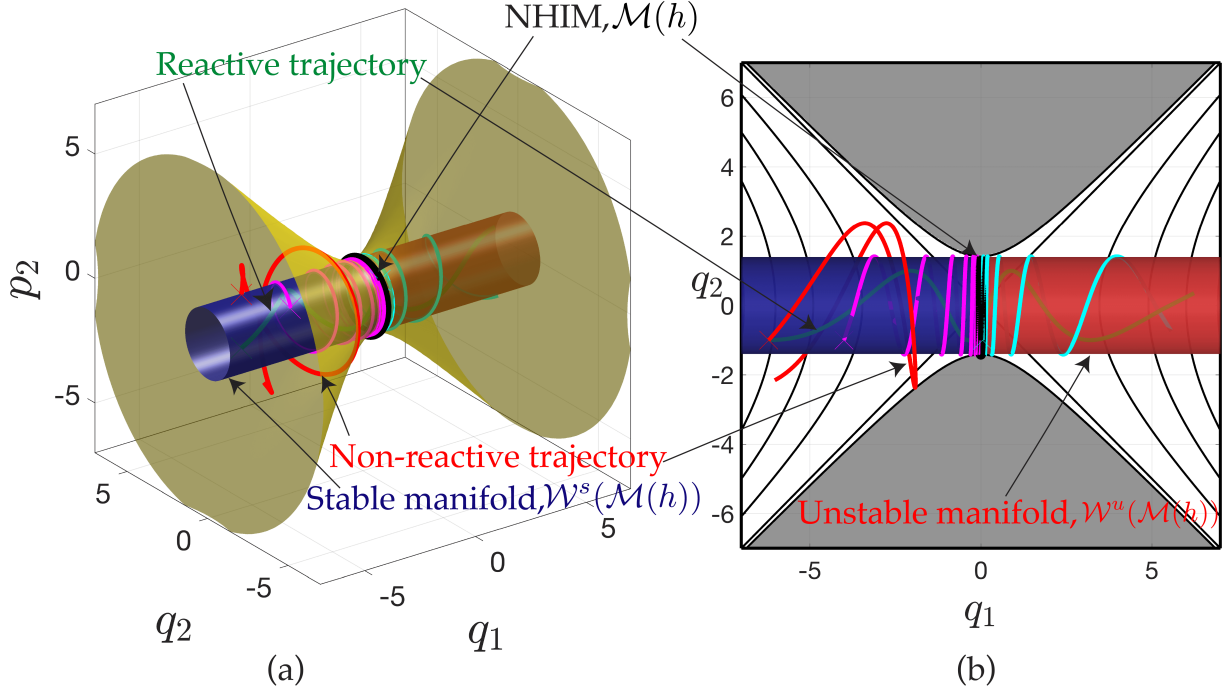 NHIM, ℳ(h)
Reactive trajectory
5
0
-5
p₂
5
0
-5
q₂
-5
0
5
q₁
(a)
Non-reactive trajectory
Stable manifold, 𝒲ˢ(ℳ(h))
6
4
2
0
-2
-4
-6
q₂
Unstable manifold, 𝒲ᵘ(ℳ(h))
-5
0
5
q₁
(b)